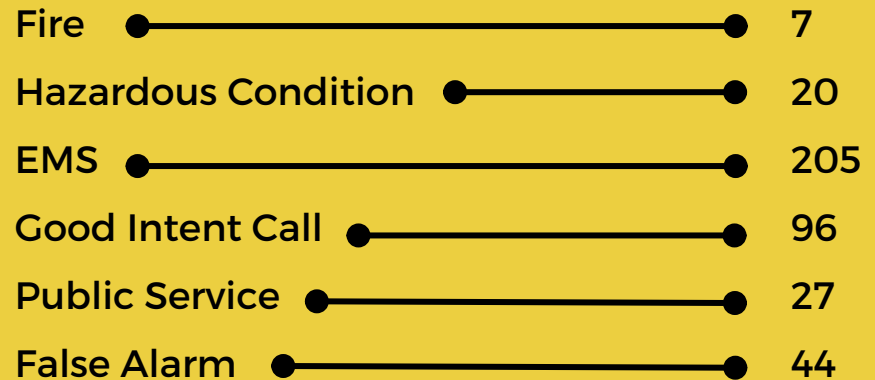 Fire 7
Hazardous Condition 20
EMS 205
Good Intent Call 96
Public Service 27
False Alarm 44